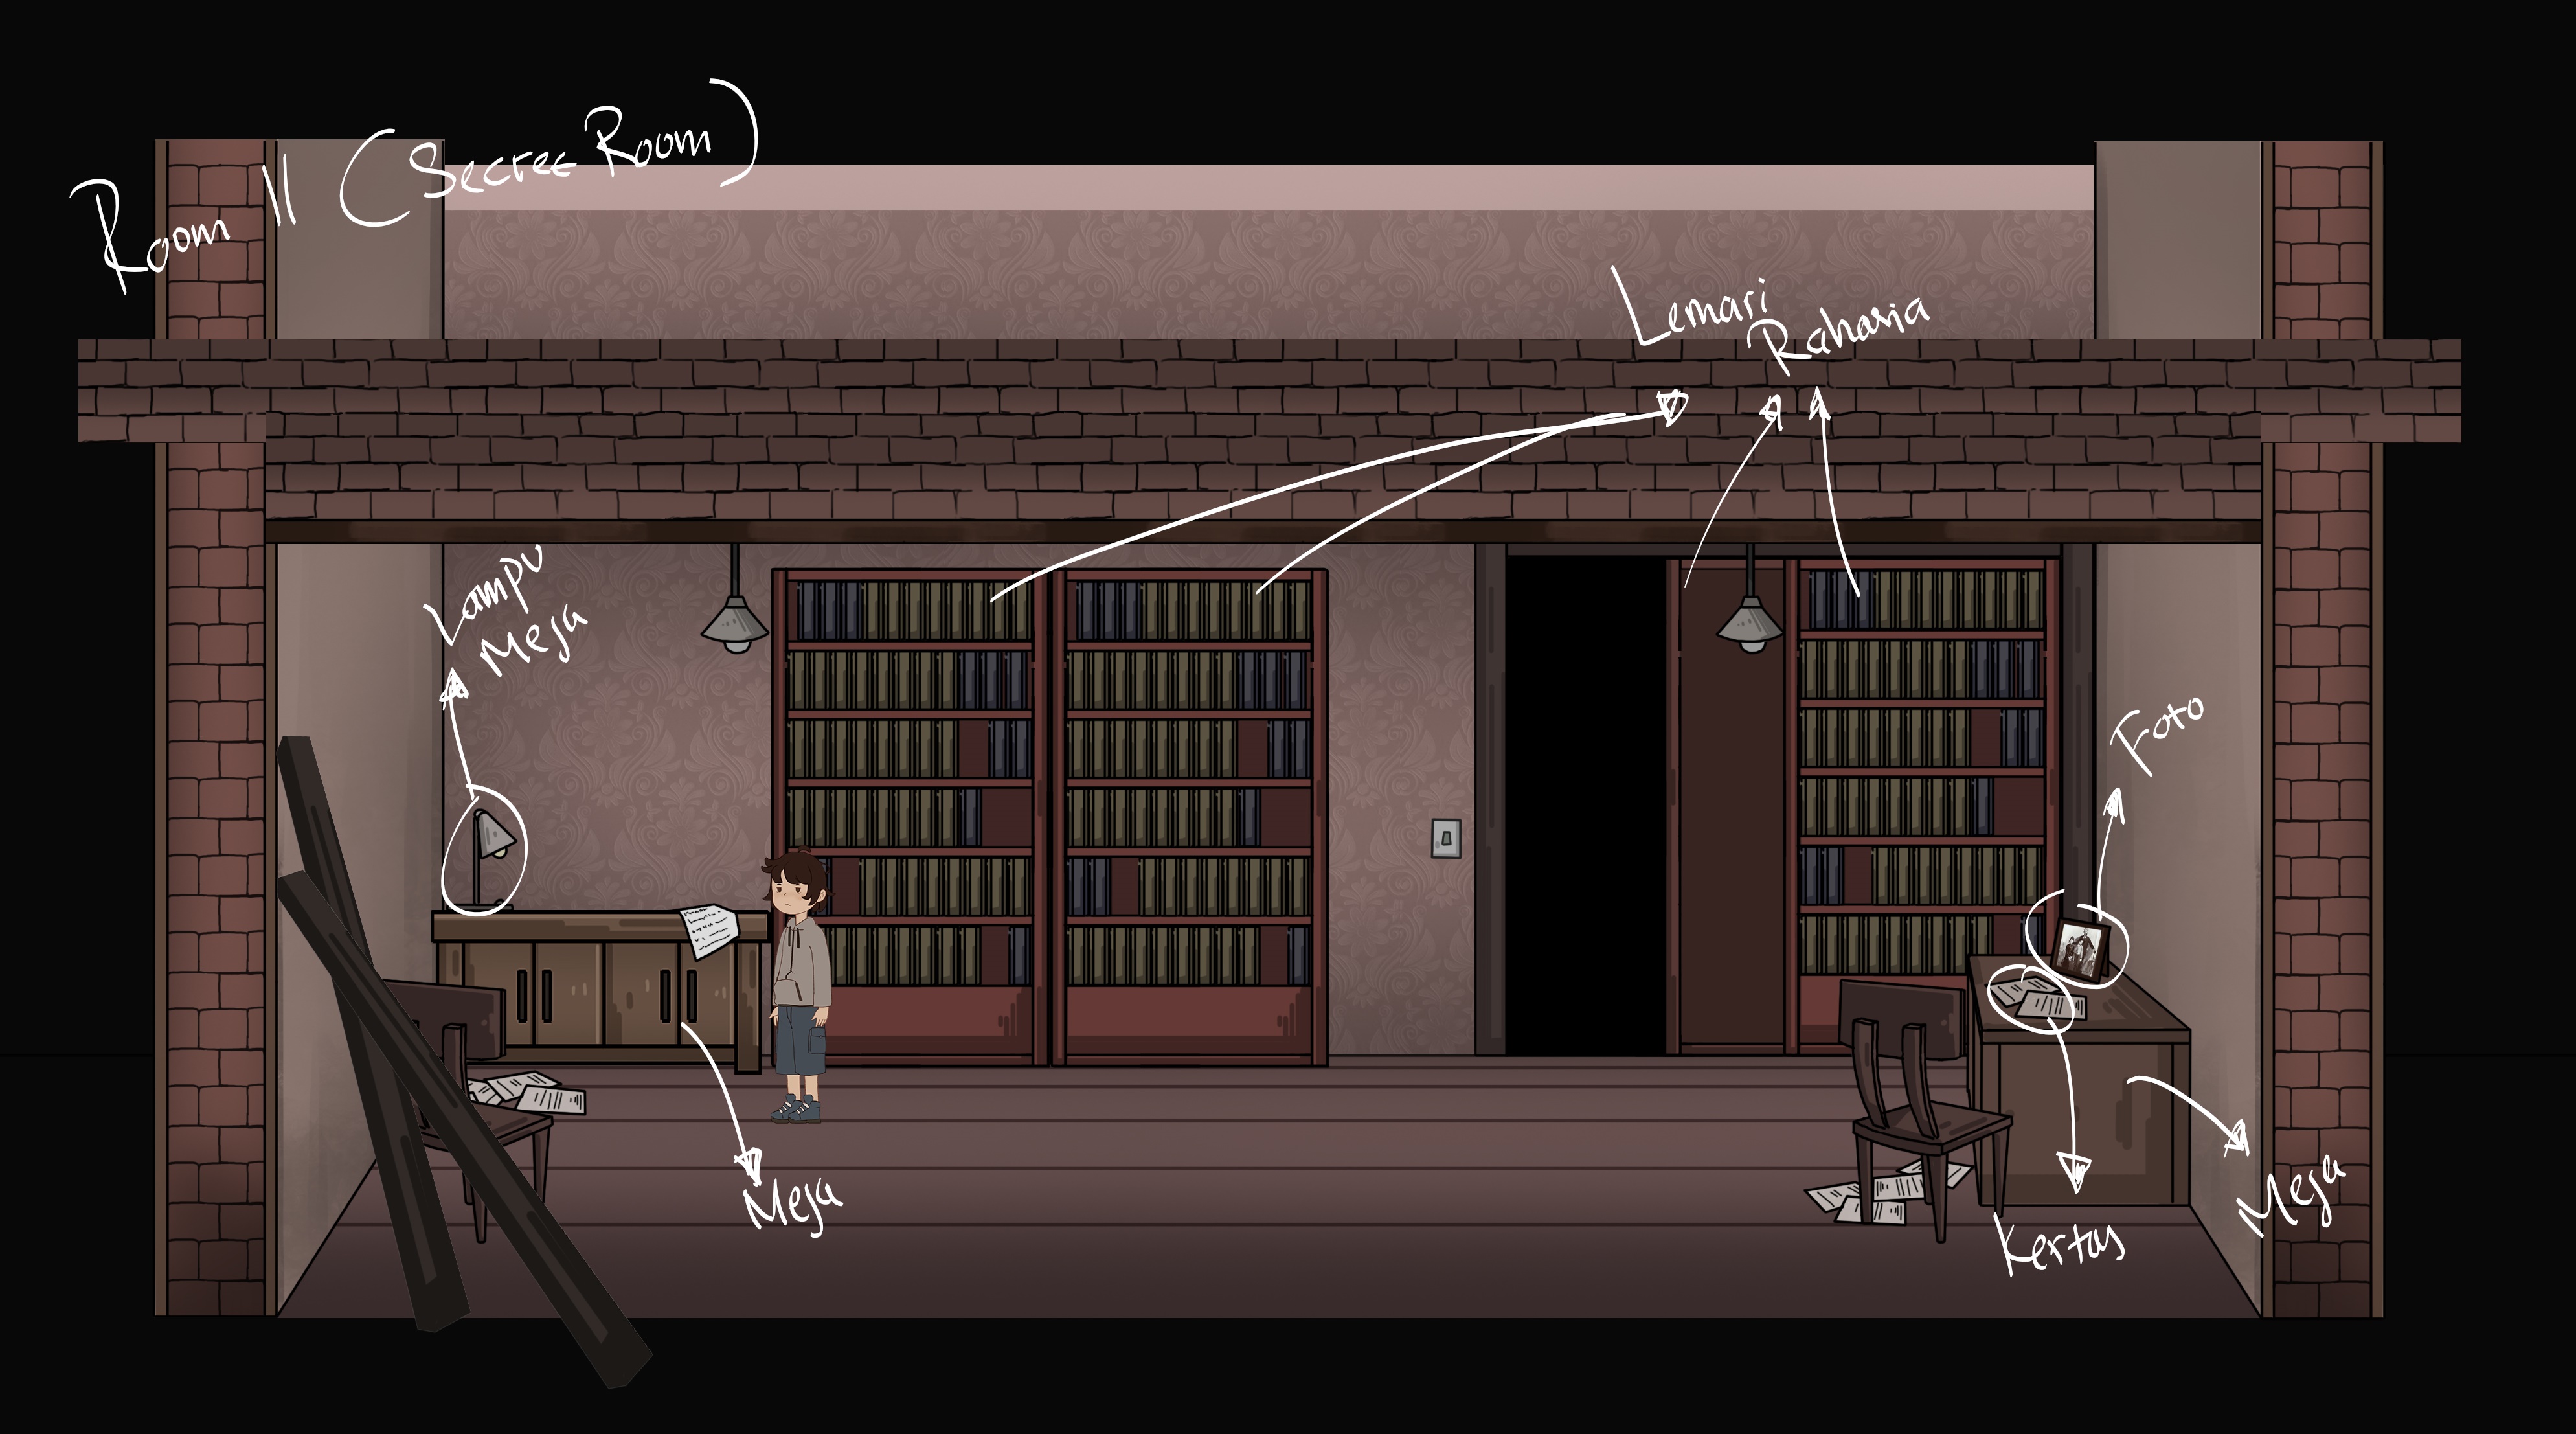 Room 11 (Secret Room)
Lemari
Rahasia
Lampu
Meja
Foto
Meja
Kertas
Meja